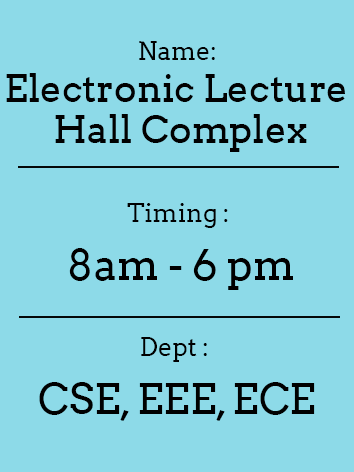 Name:
Electronic Lecture
Hall Complex
Timing :
8am - 6 pm
Dept :
CSE, EEE, ECE